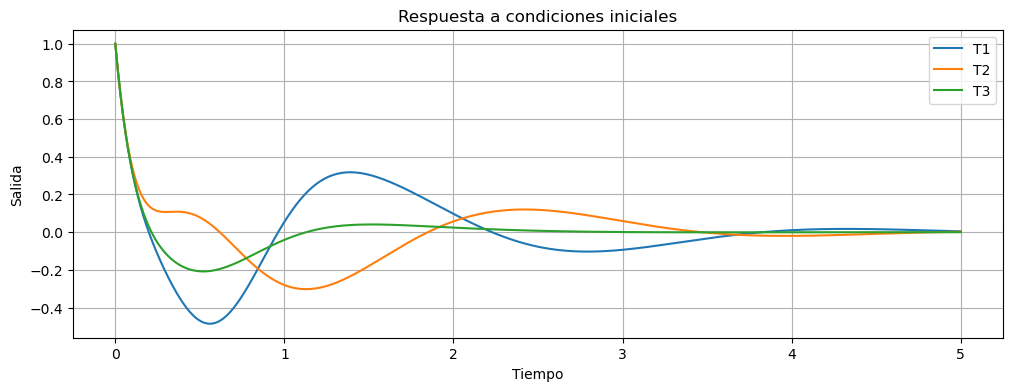 Respuesta a condiciones iniciales
1.0
0.8
0.6
0.4
0.2
0.0
−0.2
−0.4
Salida
T1
T2
T3
0 1 2 3 4 5
Tiempo